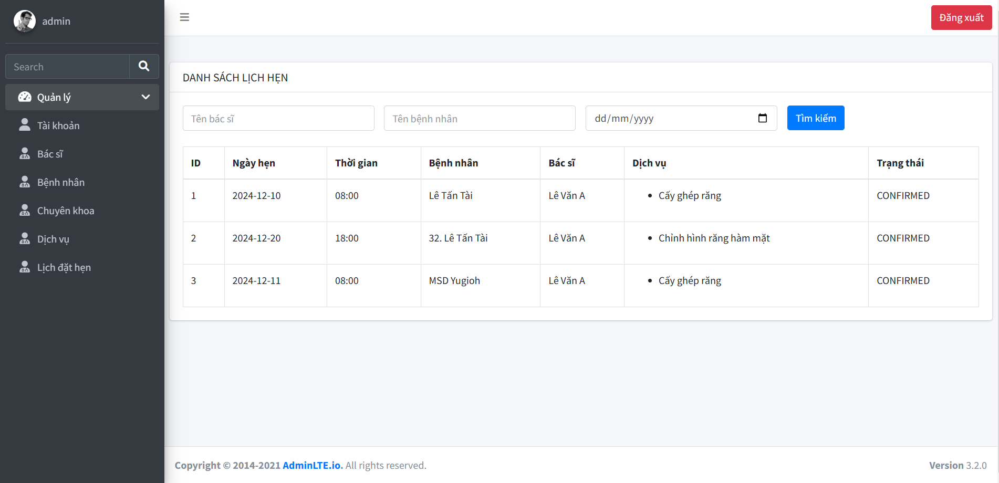 admin
Đăng xuất
Search
Quản lý
Tài khoản
Bác sĩ
Bệnh nhân
Chuyên khoa
Dịch vụ
Lịch đặt hẹn
DANH SÁCH LỊCH HẸN
Tên bác sĩ Tên bệnh nhân dd/mm/yyyy Tìm kiếm
ID Ngày hẹn Thời gian Bệnh nhân Bác sĩ Dịch vụ Trạng thái
1 2024-12-10 08:00 Lê Tấn Tài Lê Văn A • Cấy ghép răng CONFIRMED
2 2024-12-20 18:00 32. Lê Tấn Tài Lê Văn A • Chỉnh hình răng hàm mặt CONFIRMED
3 2024-12-11 08:00 MSD Yugioh Lê Văn A • Cấy ghép răng CONFIRMED
Copyright © 2014-2021 AdminLTE.io. All rights reserved. Version 3.2.0